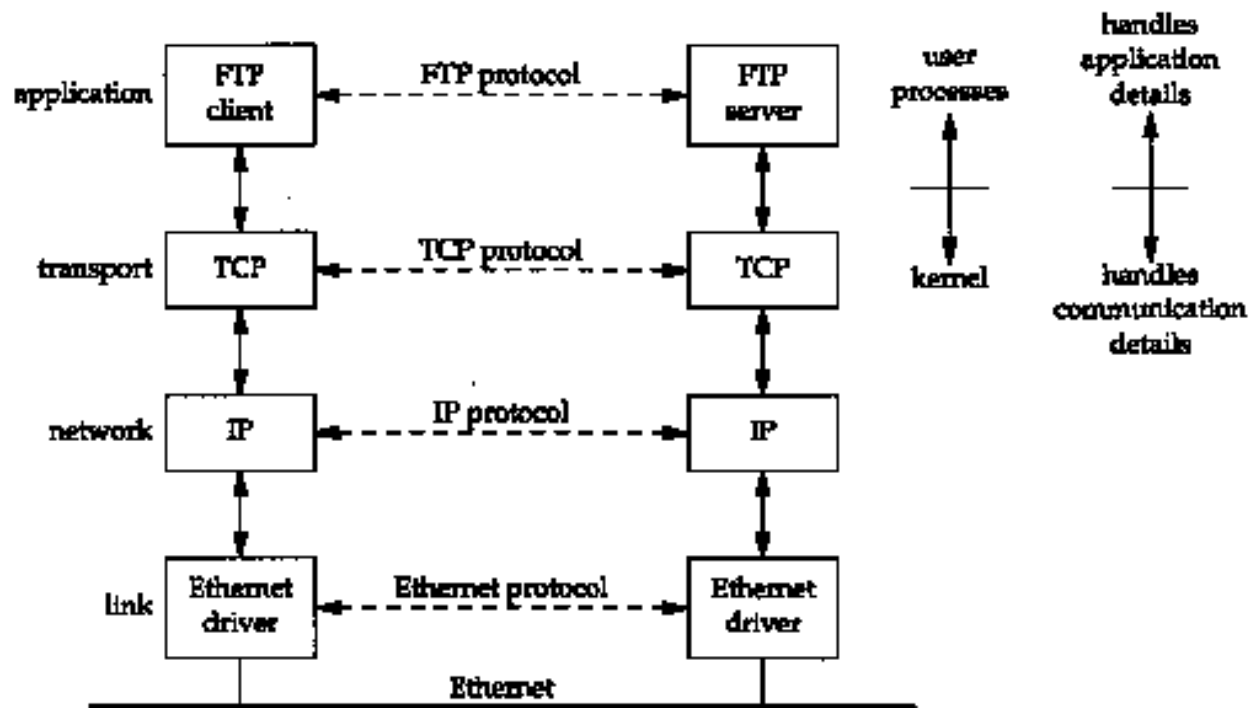 handles
application
details
user
processes
application
FTP
client
FTP protocol
FTP
server
transport
TCP
TCP protocol
TCP
kernel
handles
communication
details
network
IP
IP protocol
IP
link
Ethernet
driver
Ethernet protocol
Ethernet
driver
Ethernet